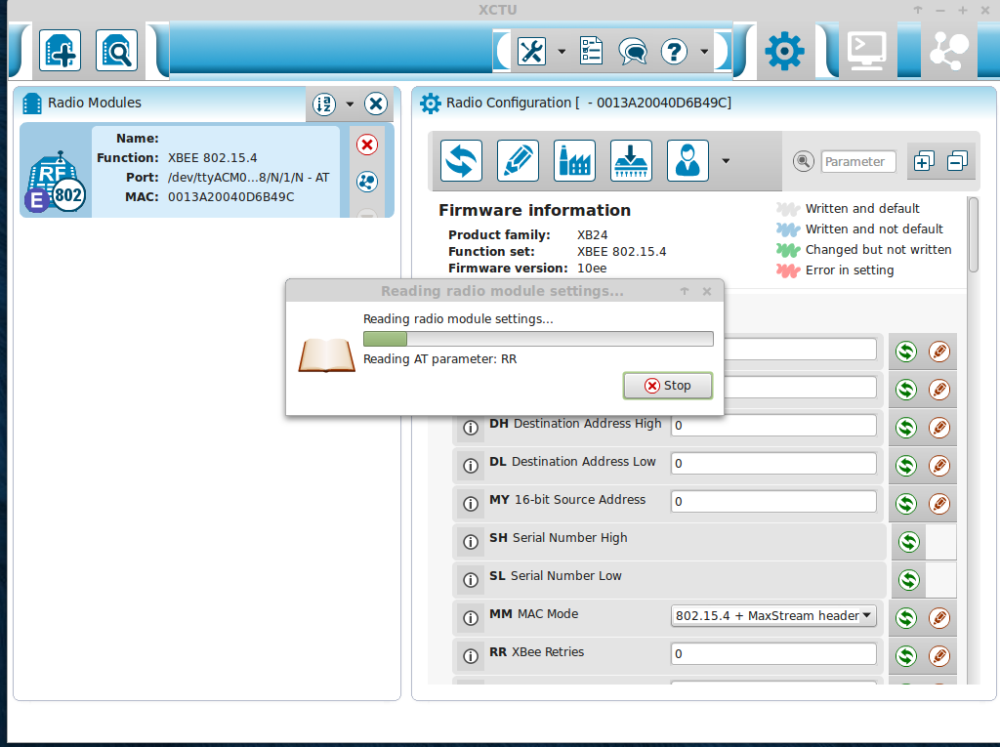 XCTU
Radio Modules
Name:
Function: XBEE 802.15.4
Port: /dev/ttyACM0...8/N/1/N - AT
MAC: 0013A20040D6B49C
RF
E
802
Radio Configuration [  - 0013A20040D6B49C]
Parameter
Firmware information
Product family: XB24
Function set: XBEE 802.15.4
Firmware version: 10ee
Written and default
Written and not default
Changed but not written
Error in setting
Reading radio module settings...
Reading radio module settings...
Reading AT parameter: RR
Stop
DH Destination Address High 0
DL Destination Address Low 0
MY 16-bit Source Address 0
SH Serial Number High
SL Serial Number Low
MM MAC Mode 802.15.4 + MaxStream header
RR XBee Retries 0